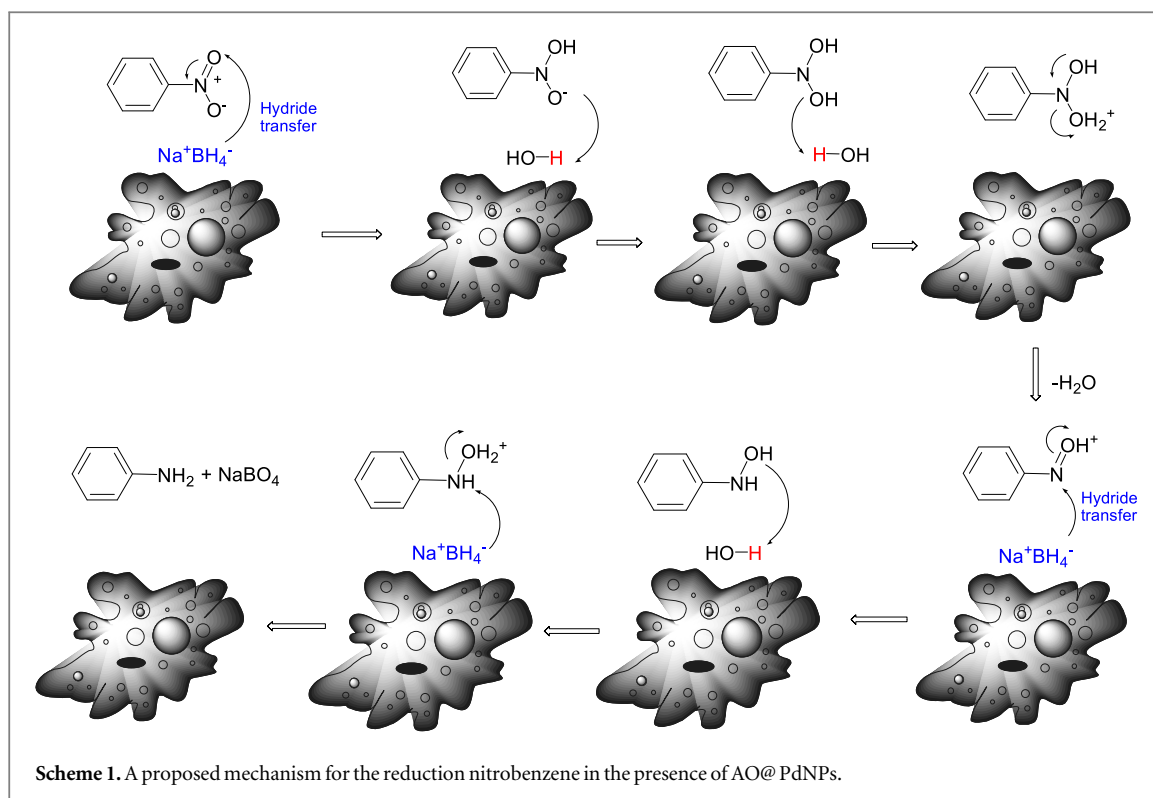 O
N
+
O-
Hydride
transfer
Na+BH4-
OH
N
O-
HO-H
OH
N
OH
H-OH
OH
N
OH2+
-H2O
OH+
N
Hydride
transfer
Na+BH4-
OH
NH
HO-H
OH2+
NH
Na+BH4-
NH2 + NaBO4
Scheme 1. A proposed mechanism for the reduction nitrobenzene in the presence of AO@ PdNPs.